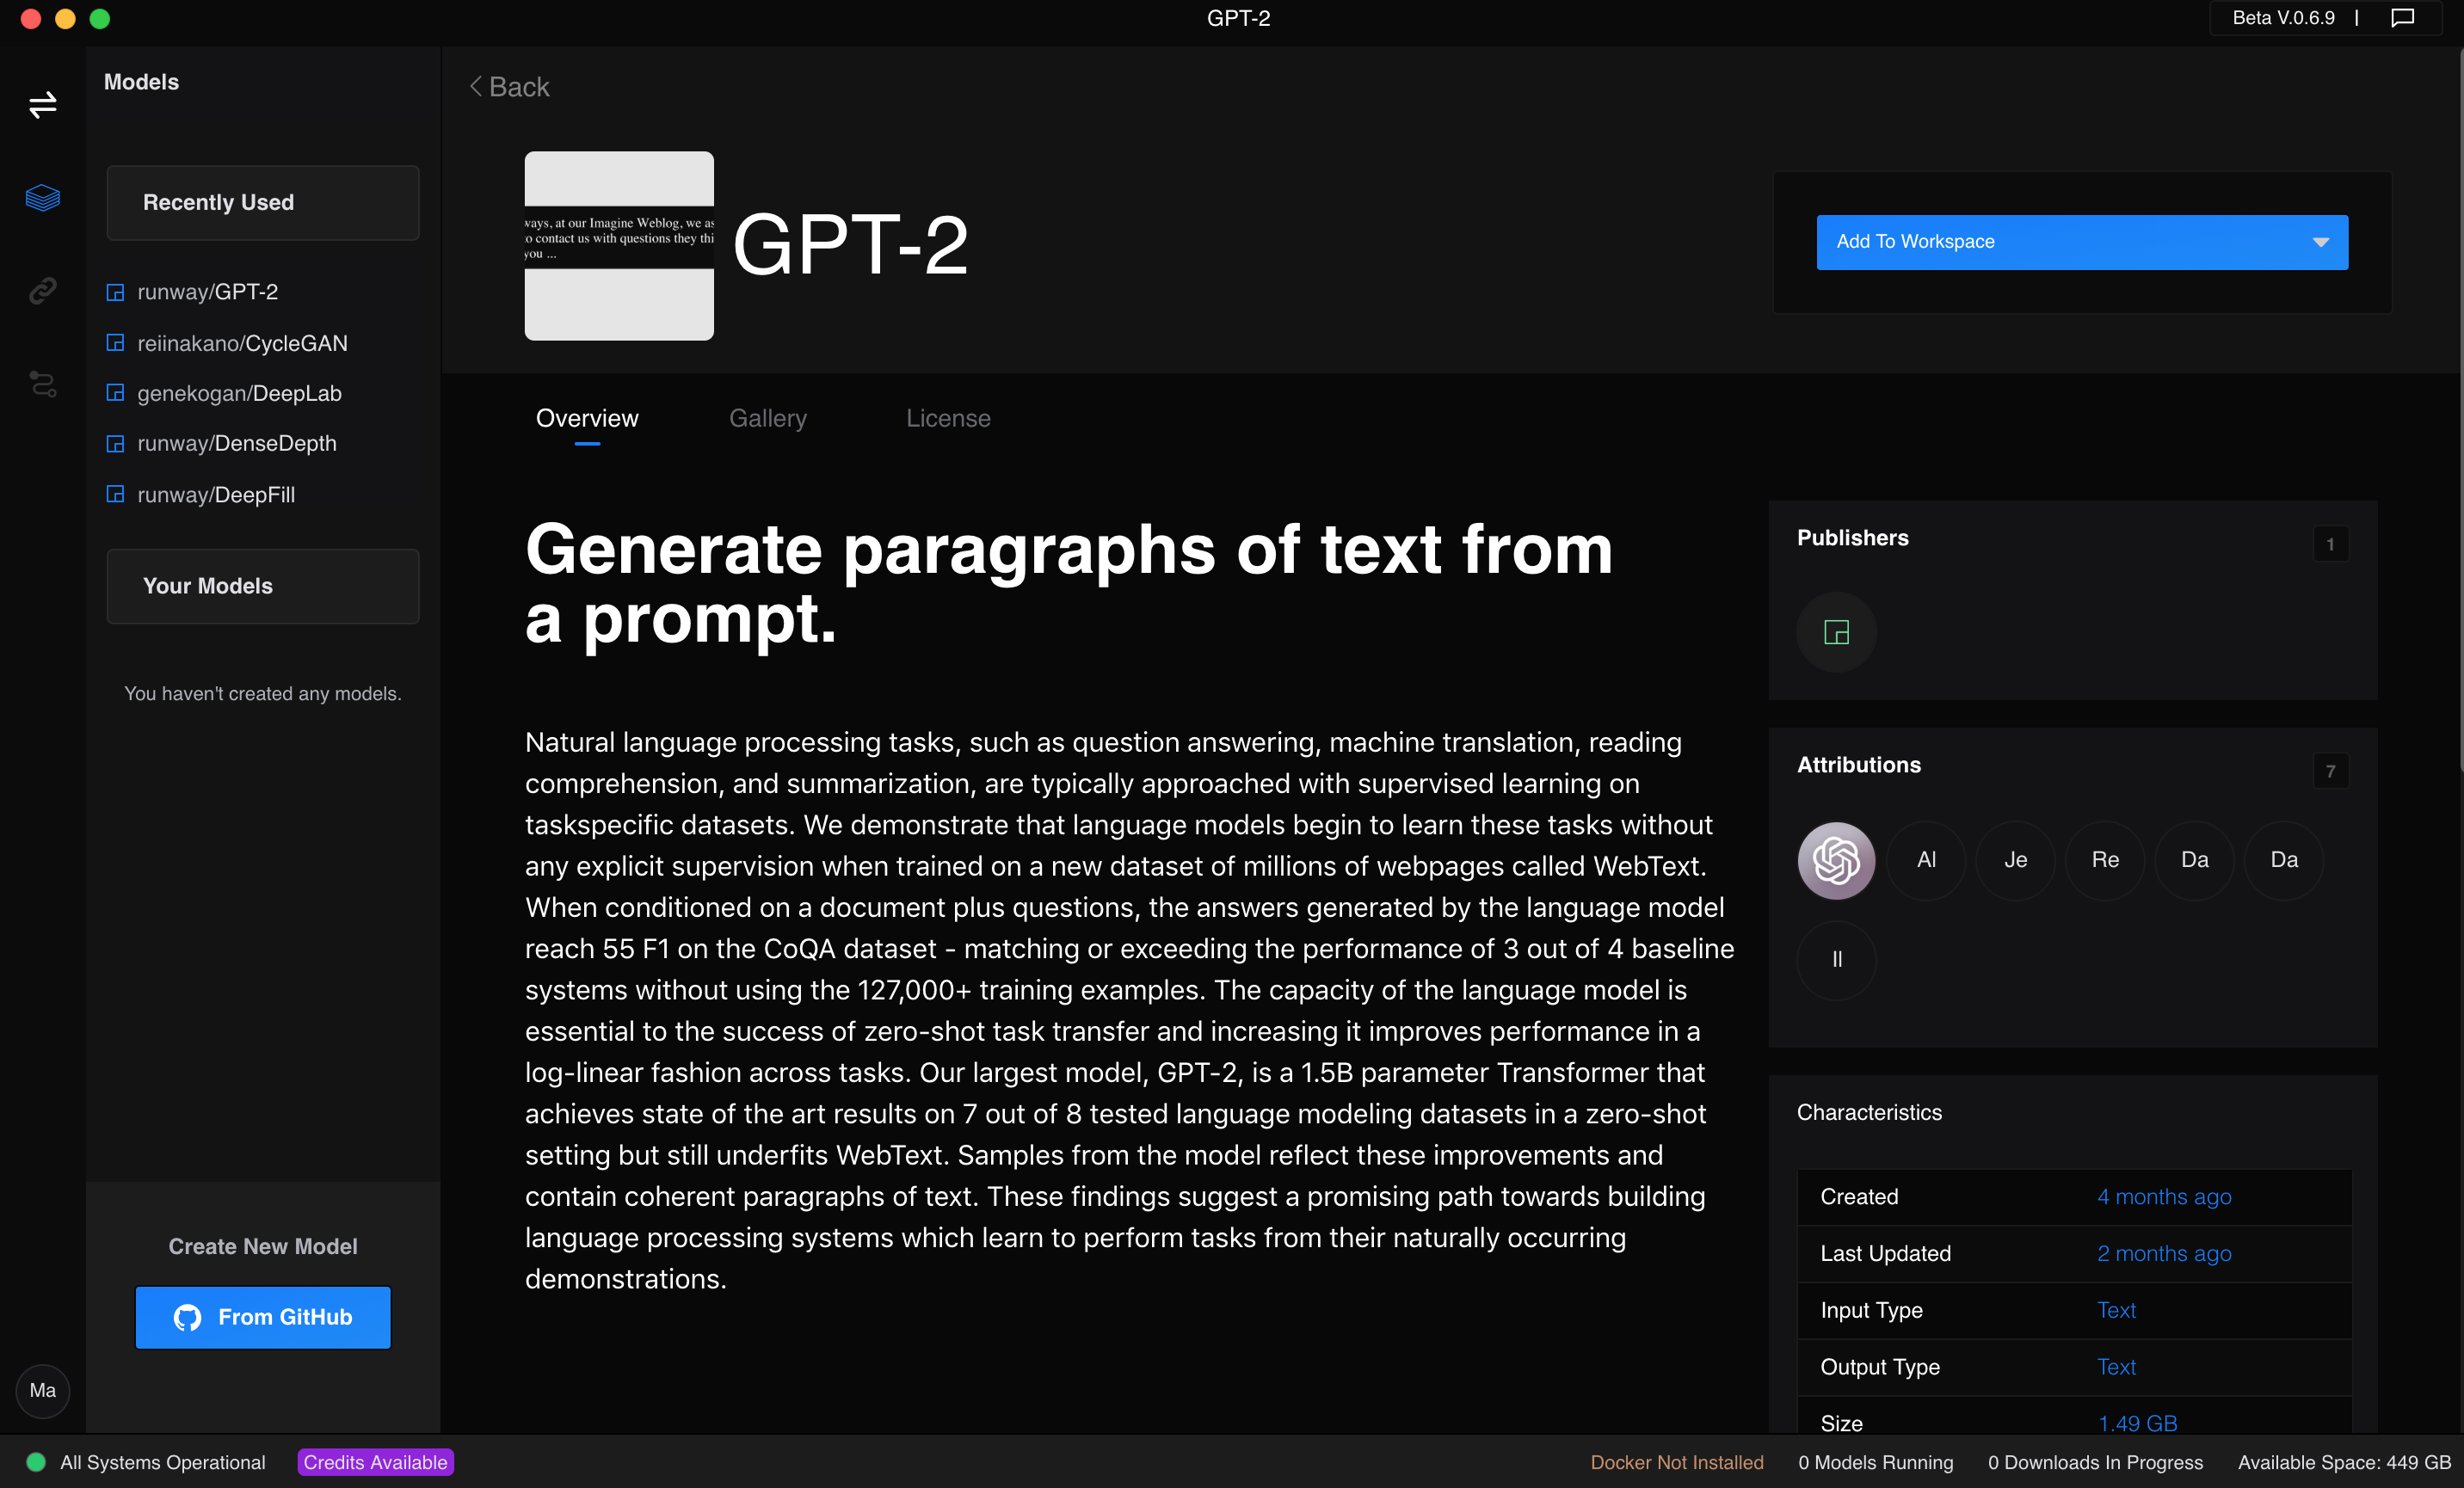 GPT-2
Beta V.0.6.9 |
Models
Recently Used
runway/GPT-2
reiinakano/CycleGAN
genekogan/DeepLab
runway/DenseDepth
runway/DeepFill
Your Models
You haven't created any models.
Create New Model
From GitHub
Ma
Back
ways, at our Imagine Weblog, we as
to contact us with questions they thi
you ...
GPT-2
Add To Workspace
Overview
Gallery
License
Generate paragraphs of text from
a prompt.
Natural language processing tasks, such as question answering, machine translation, reading
comprehension, and summarization, are typically approached with supervised learning on
taskspecific datasets. We demonstrate that language models begin to learn these tasks without
any explicit supervision when trained on a new dataset of millions of webpages called WebText.
When conditioned on a document plus questions, the answers generated by the language model
reach 55 F1 on the CoQA dataset - matching or exceeding the performance of 3 out of 4 baseline
systems without using the 127,000+ training examples. The capacity of the language model is
essential to the success of zero-shot task transfer and increasing it improves performance in a
log-linear fashion across tasks. Our largest model, GPT-2, is a 1.5B parameter Transformer that
achieves state of the art results on 7 out of 8 tested language modeling datasets in a zero-shot
setting but still underfits WebText. Samples from the model reflect these improvements and
contain coherent paragraphs of text. These findings suggest a promising path towards building
language processing systems which learn to perform tasks from their naturally occurring
demonstrations.
Publishers
1
Attributions
7
Al
Je
Re
Da
Da
Il
Characteristics
Created 4 months ago
Last Updated 2 months ago
Input Type Text
Output Type Text
Size 1.49 GB
All Systems Operational
Credits Available
Docker Not Installed
0 Models Running
0 Downloads In Progress
Available Space: 449 GB